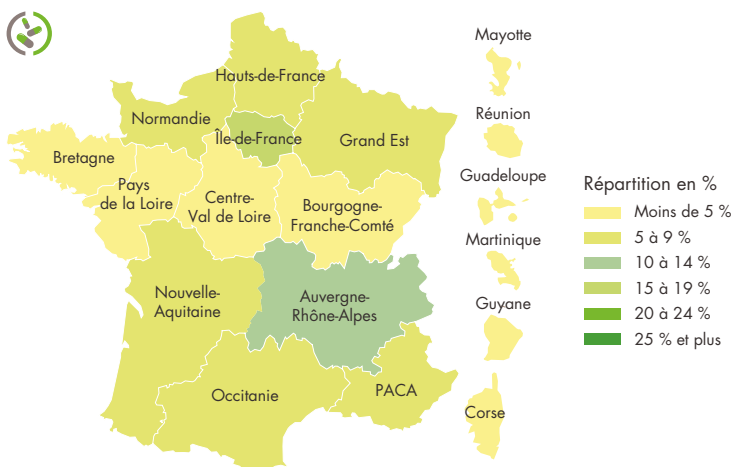 Mayotte
Hauts-de-France
Réunion
Normandie
Île-de-France
Grand Est
Bretagne
Pays
de la Loire
Centre-
Val de Loire
Bourgogne-
Franche-Comté
Guadeloupe
Martinique
Nouvelle-
Aquitaine
Auvergne-
Rhône-Alpes
Guyane
Occitanie
PACA
Corse
Répartition en %
Moins de 5 %
5 à 9 %
10 à 14 %
15 à 19 %
20 à 24 %
25 % et plus